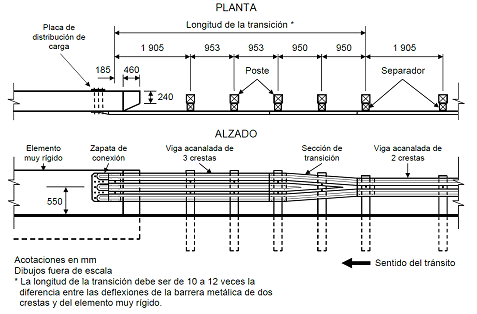 PLANTA
Longitud de la transición *
Placa de
distribución de
carga
1 905
953
953
950
950
1 905
185
460
Poste
Separador
240
ALZADO
Elemento
muy rígido
Zapata de
conexión
Viga acanalada de
3 crestas
Sección de
transición
Viga acanalada de
2 crestas
550
Acotaciones en mm
Dibujos fuera de escala
* La longitud de la transición debe ser de 10 a 12 veces la
diferencia entre las deflexiones de la barrera metálica de dos
crestas y del elemento muy rígido.
Sentido del tránsito